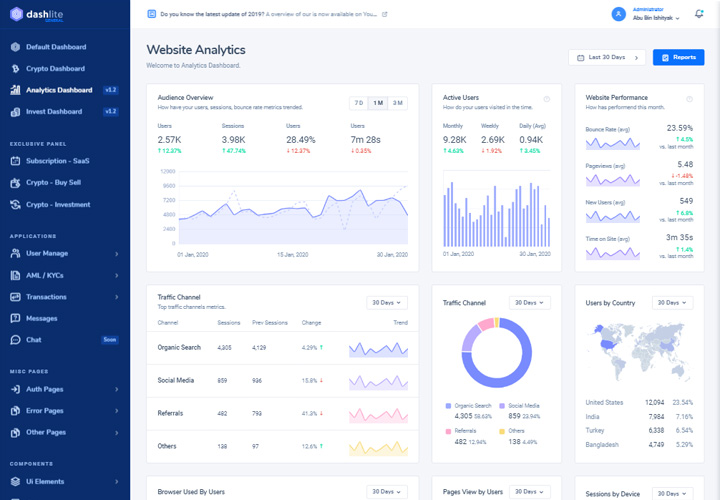 dashlite
GENERAL
Do you know the latest update of 2019? A overview of our is now available on You...
Administrator
Abu Bin Ishityak
Default Dashboard
Crypto Dashboard
Analytics Dashboard v1.2
Invest Dashboard v1.2
EXCLUSIVE PANEL
Subscription - SaaS
Crypto - Buy Sell
Crypto - Investment
APPLICATIONS
User Manage
AML / KYCs
Transactions
Messages
Chat Soon
MISC PAGES
Auth Pages
Error Pages
Other Pages
COMPONENTS
Ui Elements
Website Analytics
Welcome to Analytics Dashboard.
Last 30 Days
Reports
Audience Overview
How have your users, sessions, bounce rate metrics trended.
7 D 1 M 3 M
Users Sessions Users Users
2.57K 3.98K 28.49% 7m 28s
↑ 12.37% ↑ 47.74% ↓ 12.37% ↓ 0.35%
12000
9600
7200
4800
2400
0
01 Jan, 2020 15 Jan, 2020 30 Jan, 2020
Active Users
How do your users visited in the time.
Monthly Weekly Daily (Avg)
9.28K 2.69K 0.94K
↑ 4.63% ↓ 1.92% ↑ 3.45%
01 Jan, 2020 30 Jan, 2020
Website Performance
How has performend this month.
Bounce Rate (avg) 23.59%
↑ 4.5%
vs. last month
Pageviews (avg) 5.48
↓ -1.48%
vs. last month
New Users (avg) 549
↑ 6.8%
vs. last month
Time on Site (avg) 3m 35s
↑ 1.4%
vs. last month
Traffic Channel
Top traffic channels metrics.
30 Days
Channel Sessions Prev Sessions Change Trend
Organic Search 4,305 4,129 4.29% ↑
Social Media 859 936 15.8% ↓
Referrals 482 793 41.3% ↓
Others 138 97 12.6% ↑
Traffic Channel 30 Days
Organic Search Social Media
4,305 58.63% 859 23.94%
Referrals Others
482 12.94% 138 4.49%
Users by Country 30 Days
United States 12,094 23.54%
India 7,984 7.16%
Turkey 6,338 6.54%
Bangladesh 4,749 5.29%
Browser Used By Users 30 Days
Pages View by Users 30 Days
Sessions by Device 30 Days